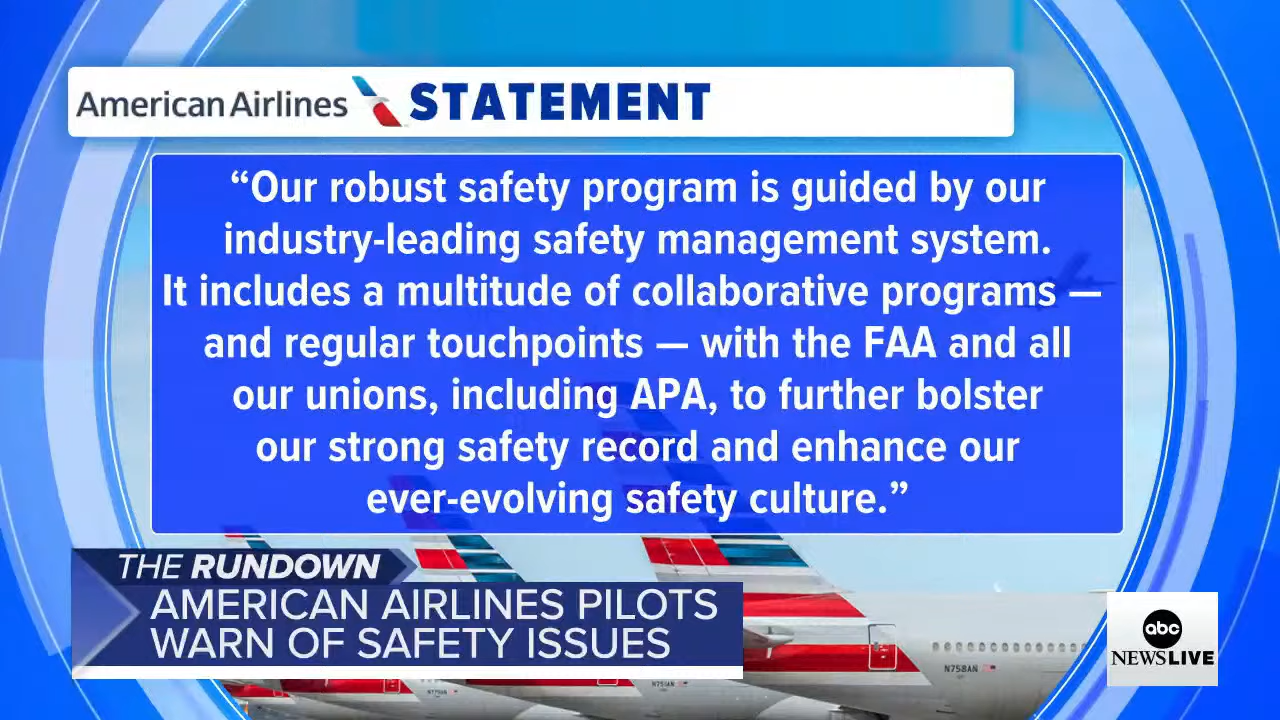 American Airlines STATEMENT
“Our robust safety program is guided by our
industry-leading safety management system.
It includes a multitude of collaborative programs —
and regular touchpoints — with the FAA and all
our unions, including APA, to further bolster
our strong safety record and enhance our
ever-evolving safety culture.”
THE RUNDOWN
AMERICAN AIRLINES PILOTS
WARN OF SAFETY ISSUES
N758AN
abc
NEWSLIVE